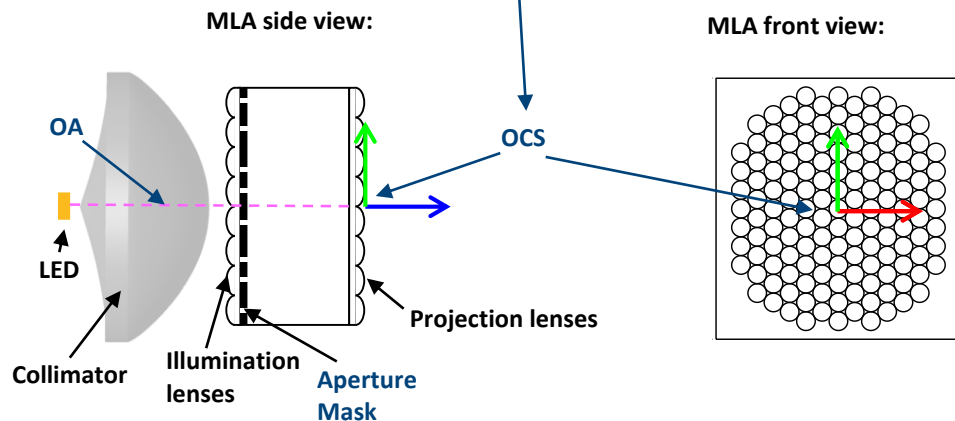 MLA side view:
MLA front view:
OA
OCS
LED
Projection lenses
Collimator
Illumination
lenses
Aperture
Mask